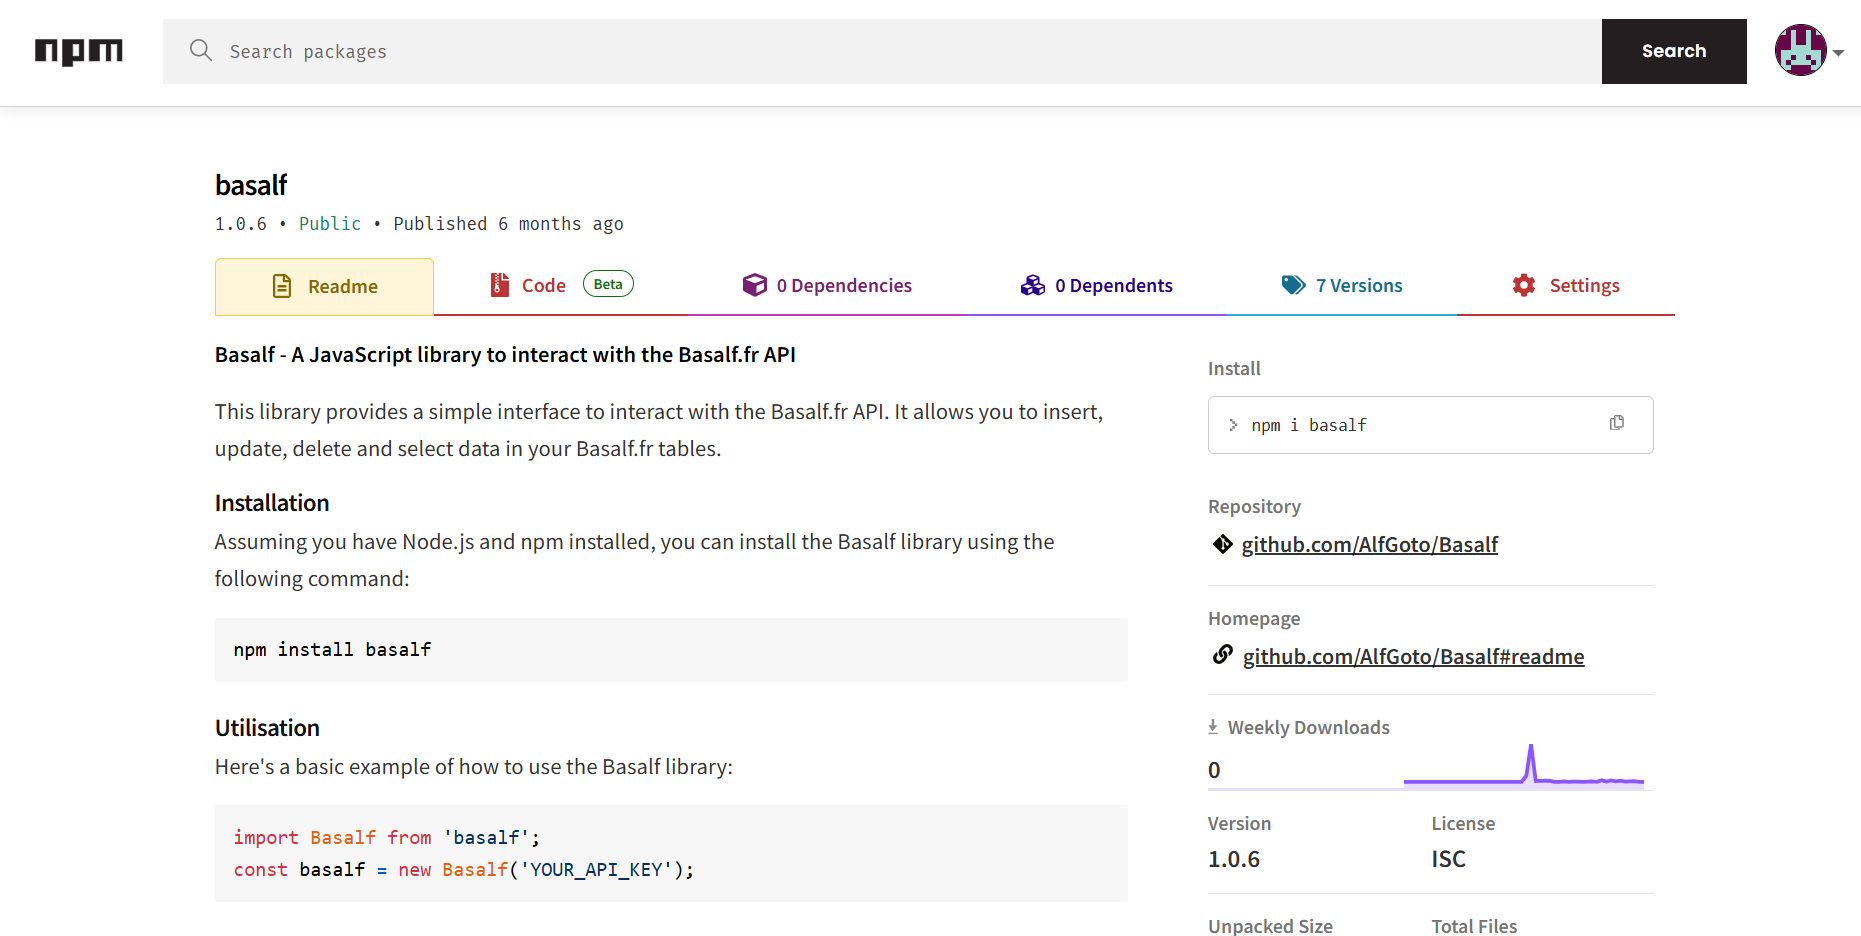 npm
Search packages
Search
basalf
1.0.6 • Public • Published 6 months ago
Readme
Code Beta
0 Dependencies
0 Dependents
7 Versions
Settings
Basalf - A JavaScript library to interact with the Basalf.fr API
This library provides a simple interface to interact with the Basalf.fr API. It allows you to insert,
update, delete and select data in your Basalf.fr tables.
Installation
Assuming you have Node.js and npm installed, you can install the Basalf library using the
following command:
npm install basalf
Utilisation
Here's a basic example of how to use the Basalf library:
import Basalf from 'basalf';
const basalf = new Basalf('YOUR_API_KEY');
Install
> npm i basalf
Repository
github.com/AlfGoto/Basalf
Homepage
github.com/AlfGoto/Basalf#readme
Weekly Downloads
0
Version
1.0.6
License
ISC
Unpacked Size
Total Files